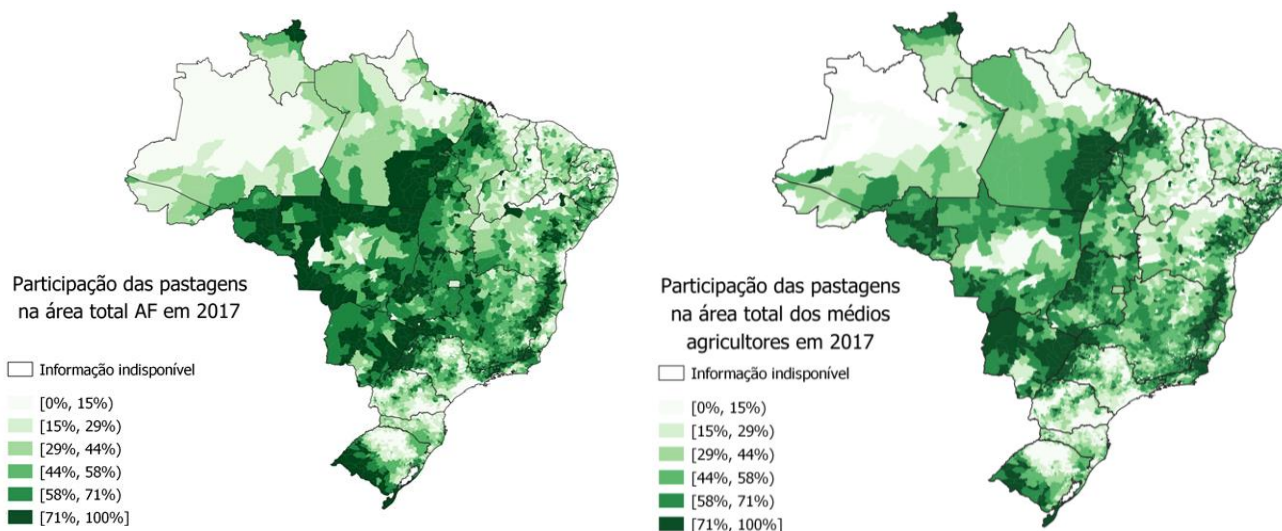 Participação das pastagens
na área total AF em 2017
Informação indisponível
[0%, 15%)
[15%, 29%)
[29%, 44%)
[44%, 58%)
[58%, 71%)
[71%, 100%]
Participação das pastagens
na área total dos médios
agricultores em 2017
Informação indisponível
[0%, 15%)
[15%, 29%)
[29%, 44%)
[44%, 58%)
[58%, 71%)
[71%, 100%]